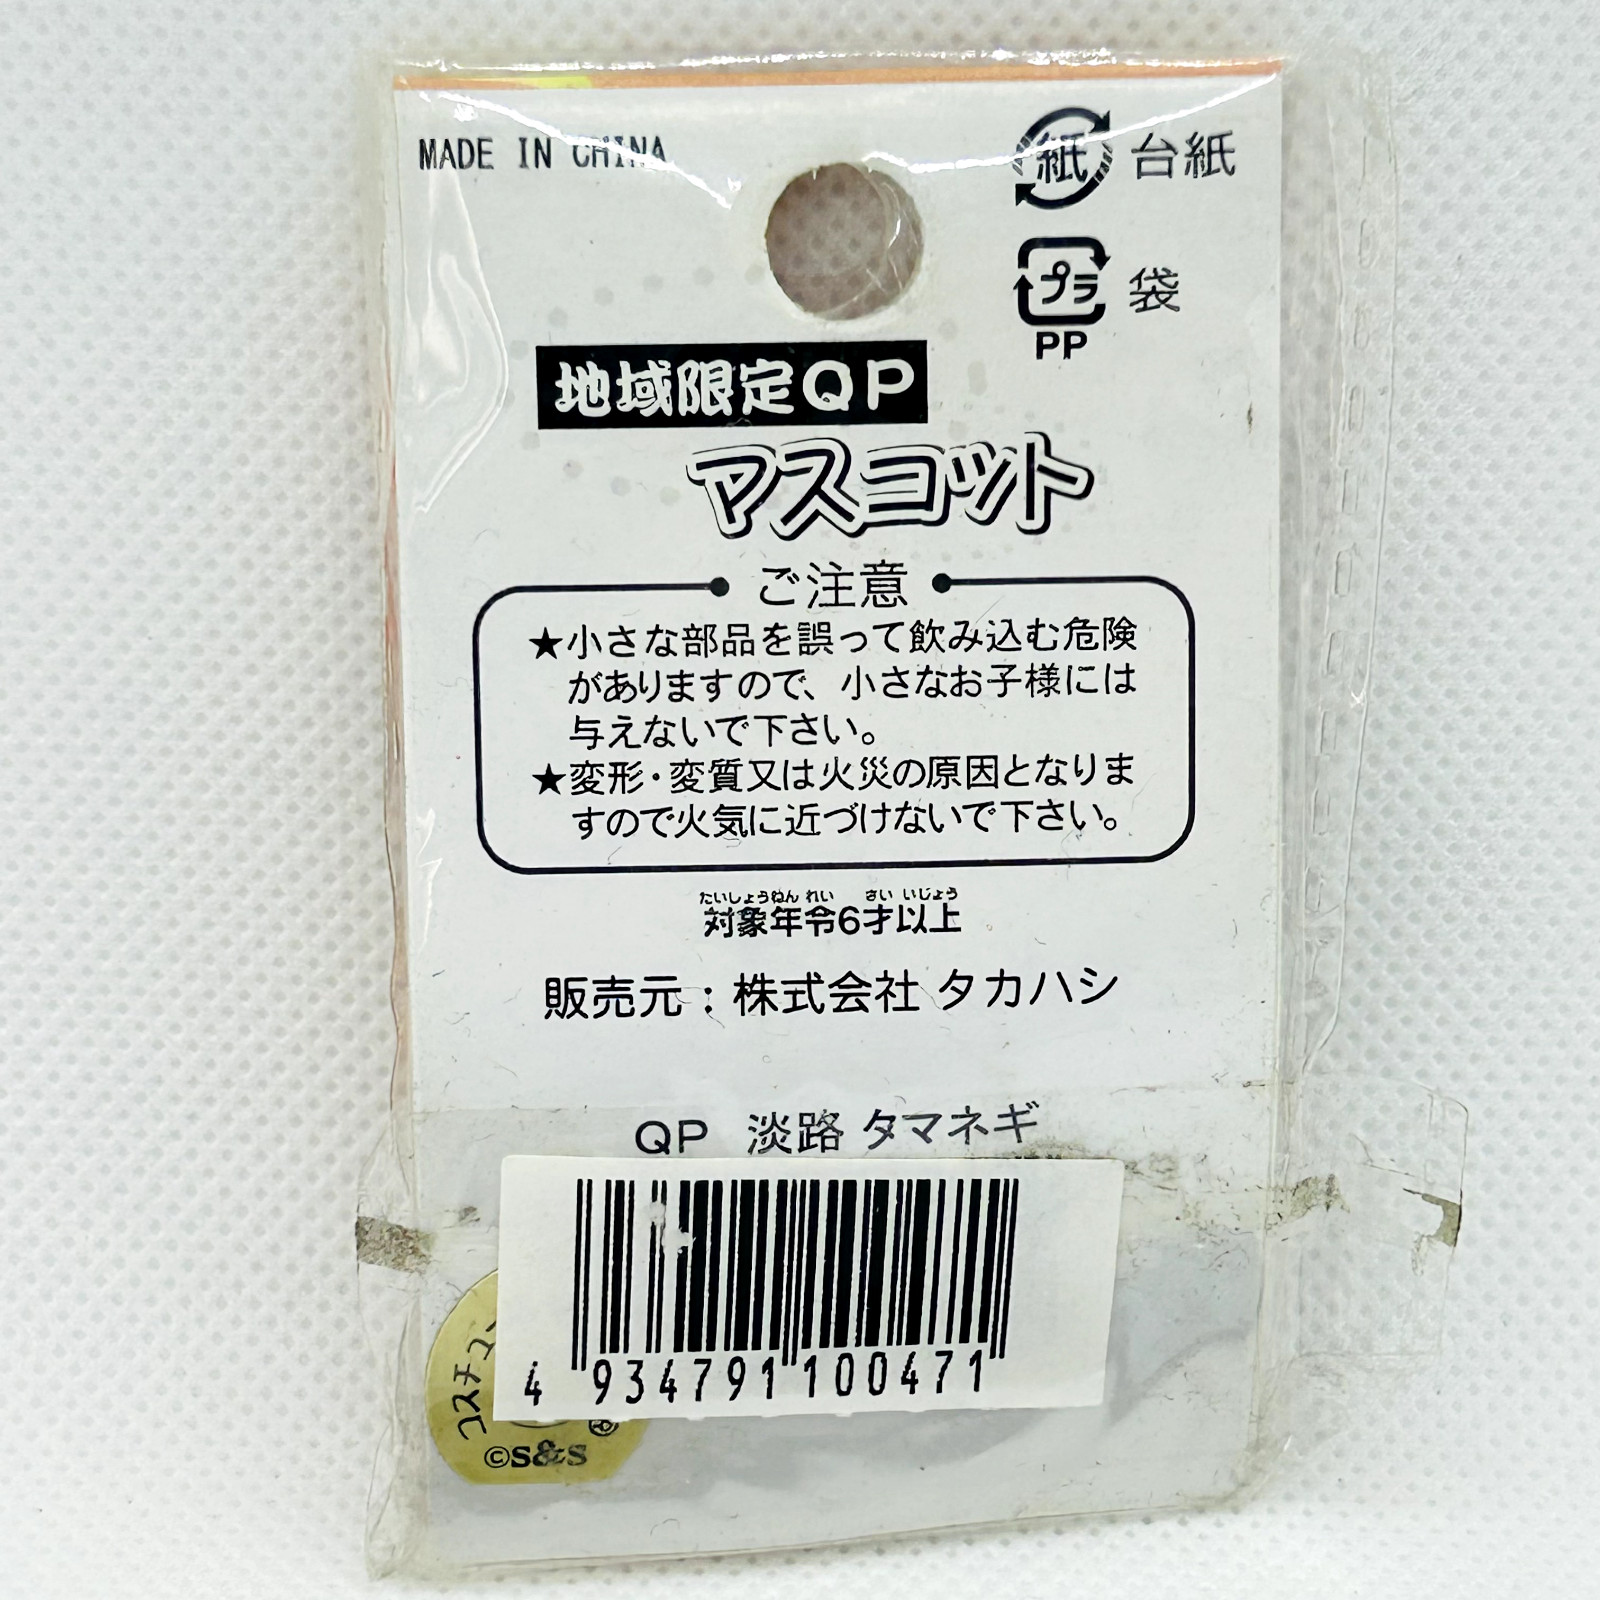 MADE IN CHINA
紙 台紙
プラ 袋
PP
地域限定QP
マスコット
ご注意
★小さな部品を誤って飲み込む危険
がありますので、小さなお子様には
与えないで下さい。
★変形・変質又は火災の原因となりま
すので火気に近づけないで下さい。
たいしょうねんれい さいいじょう
対象年令6才以上
販売元：株式会社 タカハシ
QP 淡路 タマネギ
4 934791 100471
コスチュ
©S&S